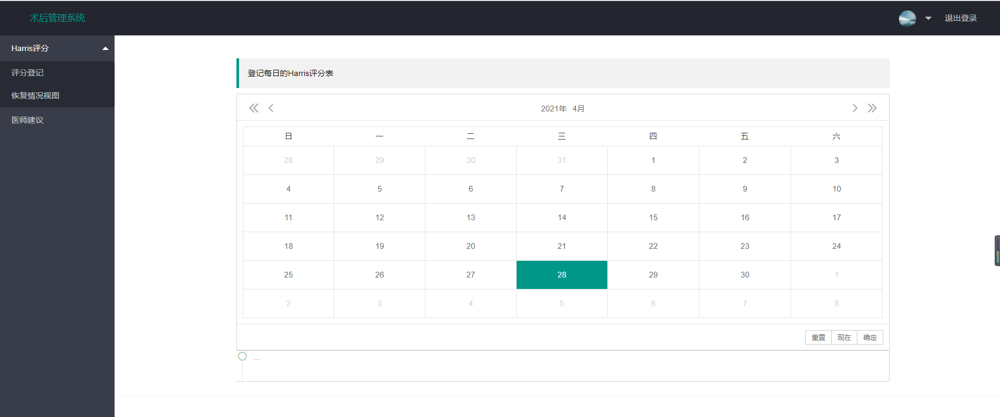 术后管理系统
退出登录
Harris评分
评分登记
恢复情况视图
医师建议
登记每日的Harris评分表
2021年 4月
日 一 二 三 四 五 六
28 29 30 31 1 2 3
4 5 6 7 8 9 10
11 12 13 14 15 16 17
18 19 20 21 22 23 24
25 26 27 28 29 30 1
2 3 4 5 6 7 8
重置 现在 确定
...